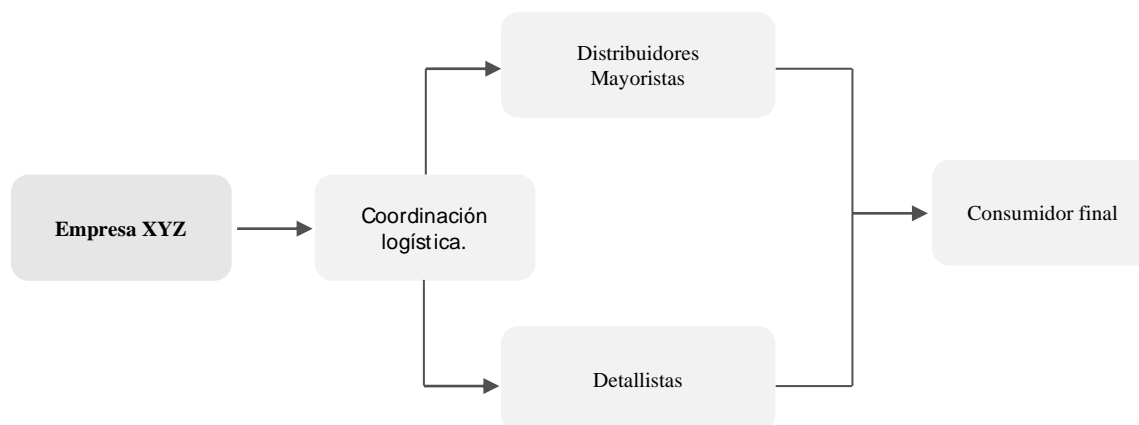 Empresa XYZ
Coordinación
logística.
Distribuidores
Mayoristas
Detallistas
Consumidor final